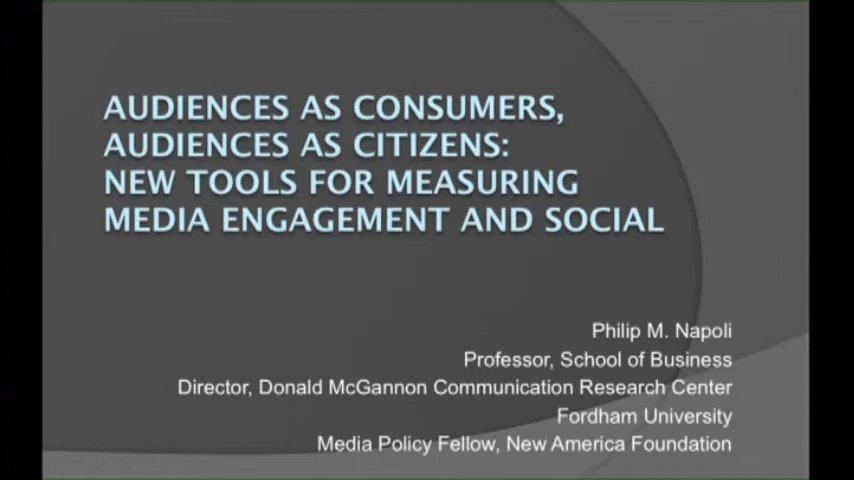 AUDIENCES AS CONSUMERS,
AUDIENCES AS CITIZENS:
NEW TOOLS FOR MEASURING
MEDIA ENGAGEMENT AND SOCIAL
Philip M. Napoli
Professor, School of Business
Director, Donald McGannon Communication Research Center
Fordham University
Media Policy Fellow, New America Foundation